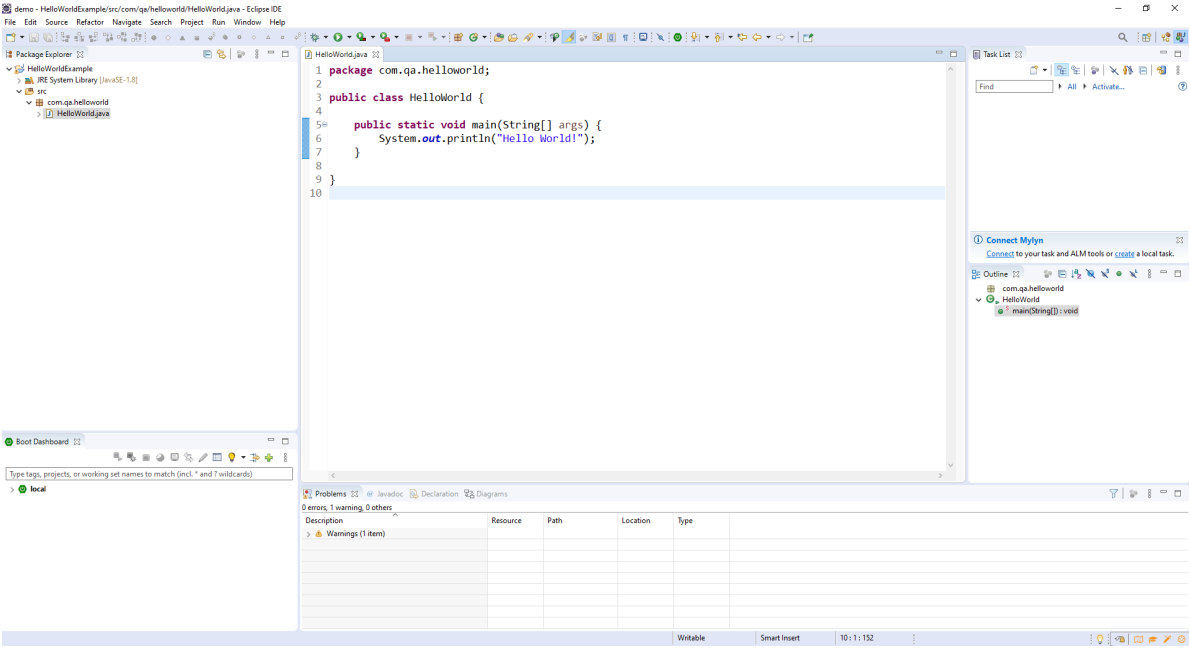 demo - HelloWorldExample/src/com/qa/helloworld/HelloWorld.java - Eclipse IDE
File Edit Source Refactor Navigate Search Project Run Window Help
Package Explorer
HelloWorldExample
JRE System Library [JavaSE-1.8]
src
com.qa.helloworld
HelloWorld.java
HelloWorld.java
1 package com.qa.helloworld;
2
3 public class HelloWorld {
4
5 public static void main(String[] args) {
6 System.out.println("Hello World!");
7 }
8
9 }
10
Task List
Find All Activate...
Connect Mylyn
Connect to your task and ALM tools or create a local task.
Outline
com.qa.helloworld
HelloWorld
main(String[]) : void
Boot Dashboard
Type tags, projects, or working set names to match (incl. * and ? wildcards)
local
Problems Javadoc Declaration Diagrams
0 errors, 1 warning, 0 others
Description Resource Path Location Type
Warnings (1 item)
Writable Smart Insert 10 : 1 : 152